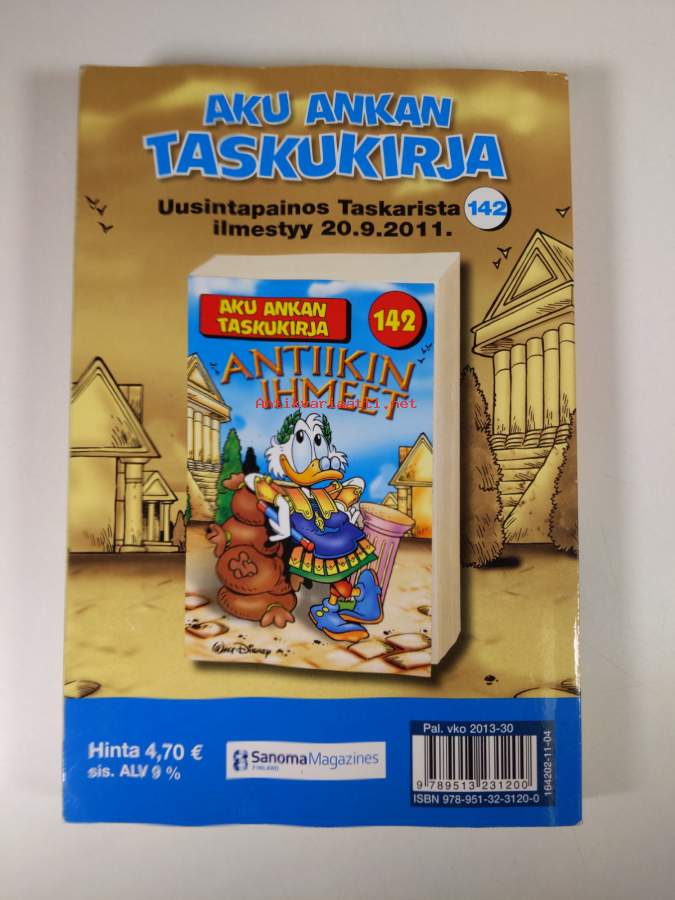 AKU ANKAN
TASKUKIRJA
Uusintapainos Taskarista 142
ilmestyy 20.9.2011.
AKU ANKAN
TASKUKIRJA
142
ANTIIKIN
IHMEET
Antikvariaatti.net
Walt Disney
Hinta 4,70 €
sis. ALV 9 %
SanomaMagazines
FINLAND
Pal. vko 2013-30
9 789513 231200
ISBN 978-951-32-3120-0
164202-11-04